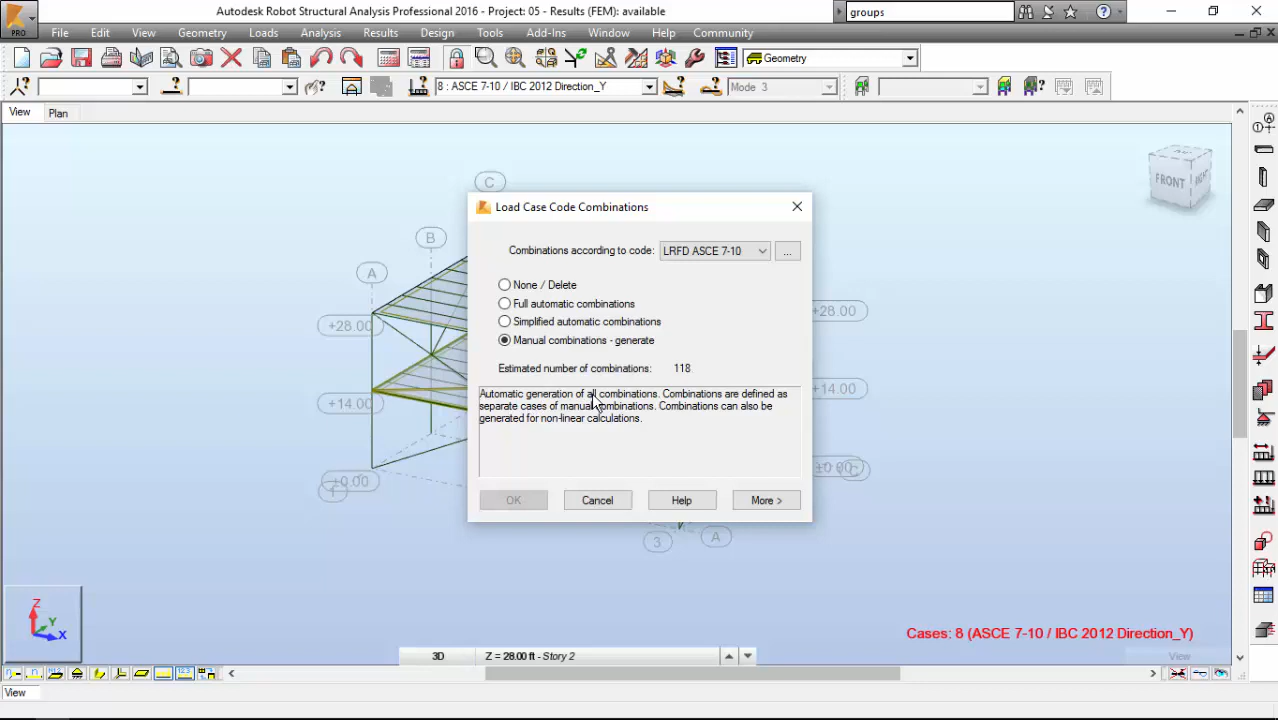 Autodesk Robot Structural Analysis Professional 2016 - Project: 05 - Results (FEM): available
groups
PRO
File Edit View Geometry Loads Analysis Results Design Tools Add-Ins Window Help Community
Geometry
8 : ASCE 7-10 / IBC 2012 Direction_Y
Mode 3
View Plan
C
B
A
+28.00
+14.00
±0.00
1
FRONT
RIGHT
Load Case Code Combinations
Combinations according to code: LRFD ASCE 7-10 ...
None / Delete
Full automatic combinations
Simplified automatic combinations
Manual combinations - generate
Estimated number of combinations: 118
Automatic generation of all combinations. Combinations are defined as
separate cases of manual combinations. Combinations can also be
generated for non-linear calculations.
OK Cancel Help More >
+28.00
+14.00
±0.00
C
3
A
Z
Y
X
Cases: 8 (ASCE 7-10 / IBC 2012 Direction_Y)
3D Z = 28.00 ft - Story 2
View
View